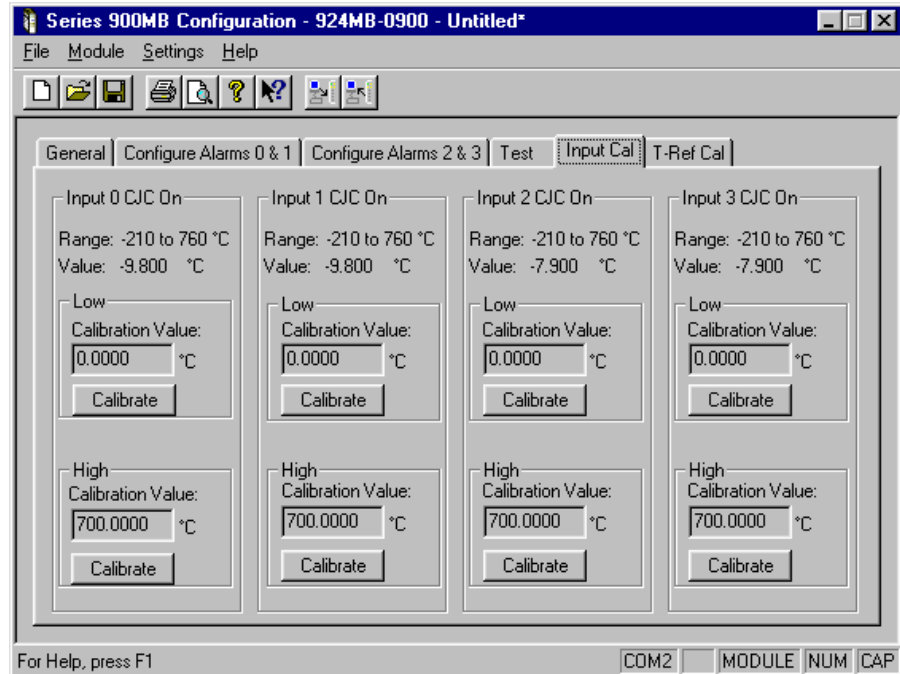 Series 900MB Configuration - 924MB-0900 - Untitled*
File Module Settings Help
General Configure Alarms 0 & 1 Configure Alarms 2 & 3 Test Input Cal T-Ref Cal
Input 0 CJC On Input 1 CJC On Input 2 CJC On Input 3 CJC On
Range: -210 to 760 °C Range: -210 to 760 °C Range: -210 to 760 °C Range: -210 to 760 °C
Value: -9.800 °C Value: -9.800 °C Value: -7.900 °C Value: -7.900 °C
Low Low Low Low
Calibration Value: Calibration Value: Calibration Value: Calibration Value:
0.0000 °C 0.0000 °C 0.0000 °C 0.0000 °C
Calibrate Calibrate Calibrate Calibrate
High High High High
Calibration Value: Calibration Value: Calibration Value: Calibration Value:
700.0000 °C 700.0000 °C 700.0000 °C 700.0000 °C
Calibrate Calibrate Calibrate Calibrate
For Help, press F1 COM2 MODULE NUM CAP